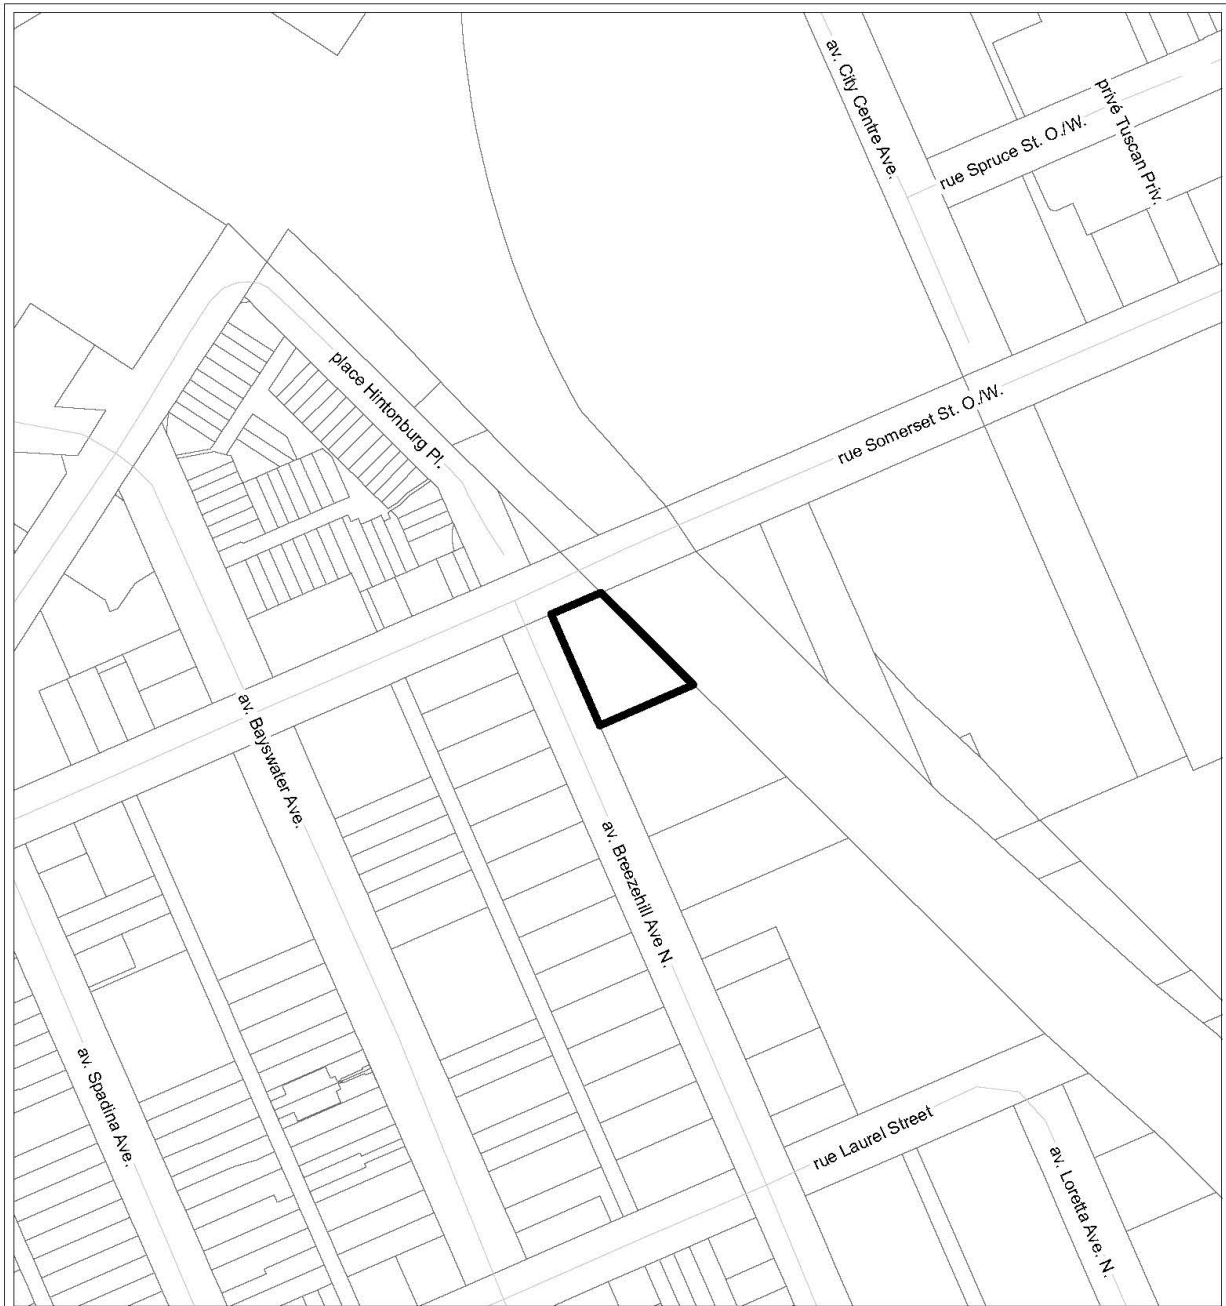 av. City Centre Ave.
privé Tuscan Priv.
rue Spruce St. O./W.
place Hintonburg Pl.
rue Somerset St. O./W.
av. Bayswater Ave.
av. Breezehill Ave N.
av. Spadina Ave.
rue Laurel Street
av. Loretta Ave. N.